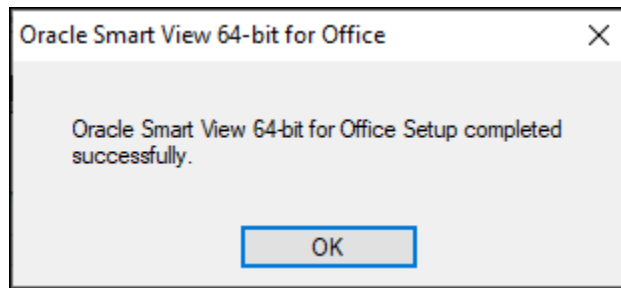 Oracle Smart View 64-bit for Office
Oracle Smart View 64-bit for Office Setup completed
successfully.
OK